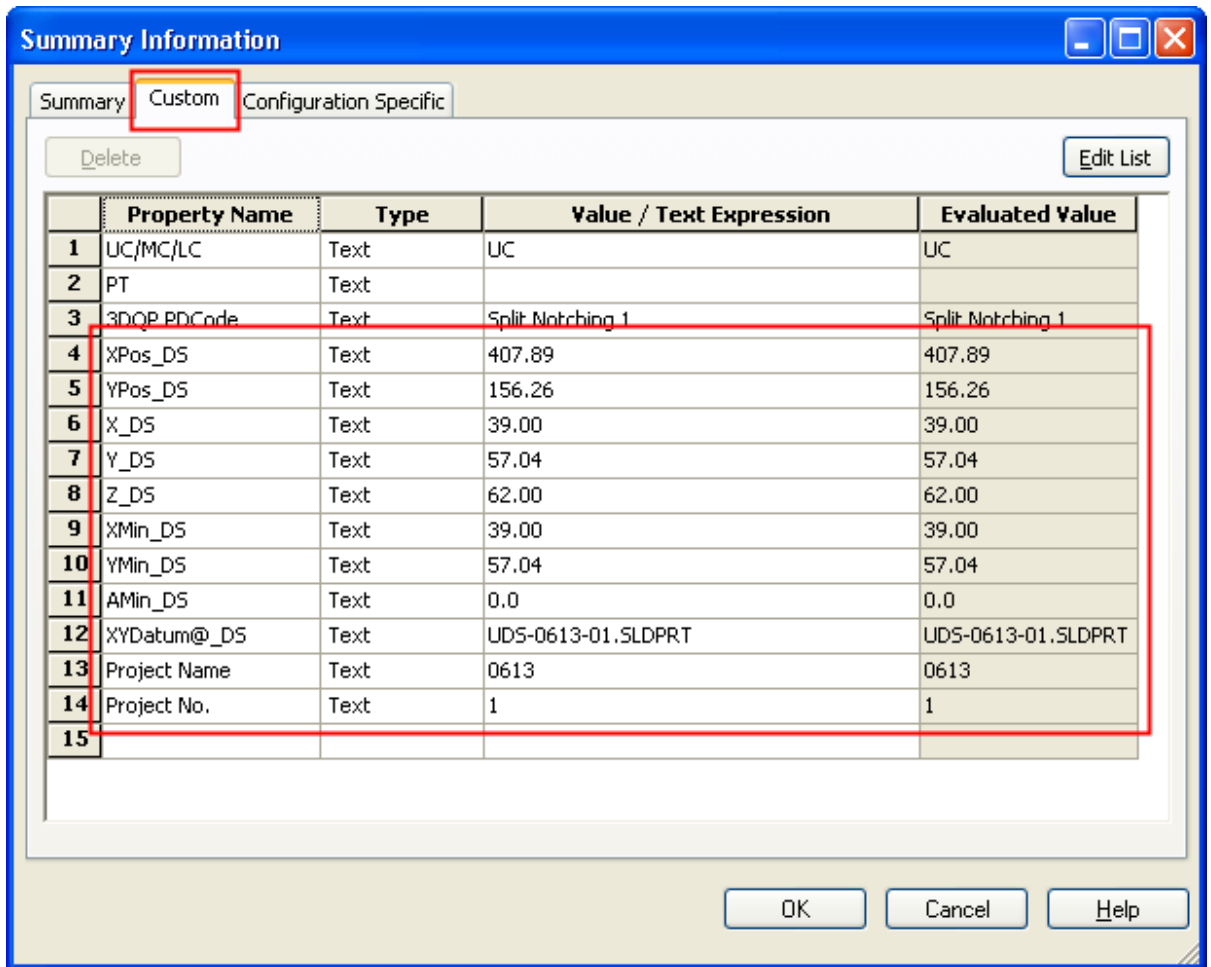 Summary Information
Summary Custom Configuration Specific
Delete Edit List
Property Name Type Value / Text Expression Evaluated Value
1 UC/MC/LC Text UC UC
2 PT Text
3 3DQP PDCode Text Split Notching 1 Split Notching 1
4 XPos_DS Text 407.89 407.89
5 YPos_DS Text 156.26 156.26
6 X_DS Text 39.00 39.00
7 Y_DS Text 57.04 57.04
8 Z_DS Text 62.00 62.00
9 XMin_DS Text 39.00 39.00
10 YMin_DS Text 57.04 57.04
11 AMin_DS Text 0.0 0.0
12 XYDatum@_DS Text UDS-0613-01.SLDPRT UDS-0613-01.SLDPRT
13 Project Name Text 0613 0613
14 Project No. Text 1 1
15
OK Cancel Help